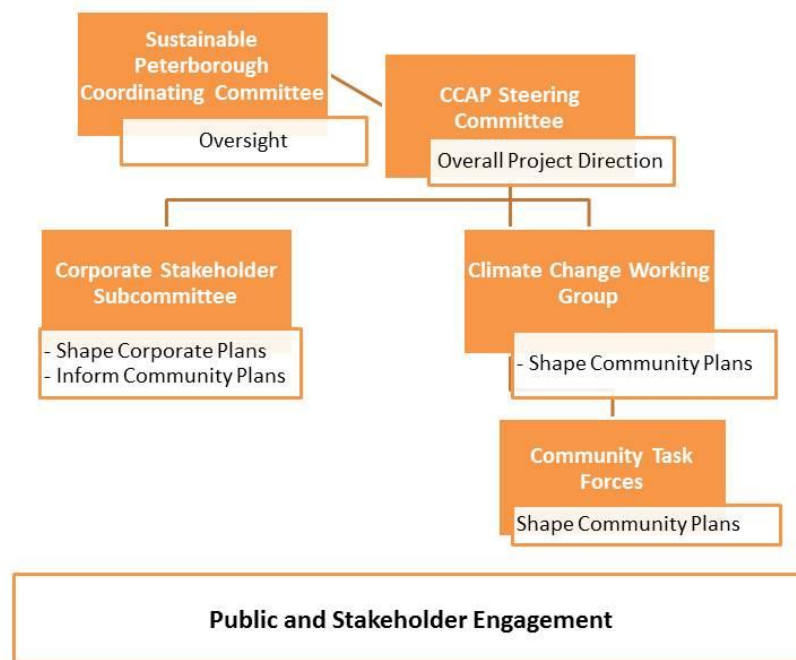 Sustainable
Peterborough
Coordinating Committee
Oversight
CCAP Steering
Committee
Overall Project Direction
Corporate Stakeholder
Subcommittee
- Shape Corporate Plans
- Inform Community Plans
Climate Change Working
Group
- Shape Community Plans
Community Task
Forces
Shape Community Plans
Public and Stakeholder Engagement